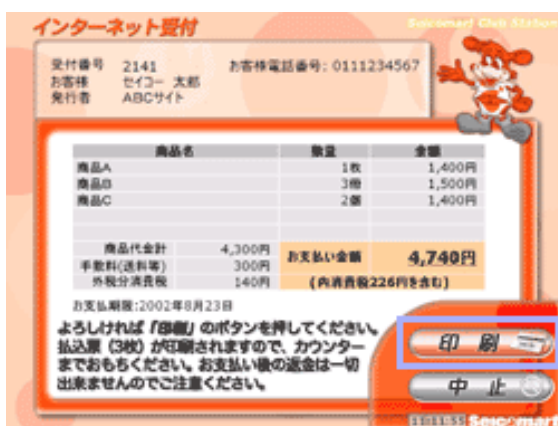 インターネット受付
Seicomart Club Station
受付番号 2141 お客様電話番号: 0111234567
お客様 セイコー 太郎
発行者 ABCサイト
商品名 数量 金額
商品A 1枚 1,400円
商品B 3冊 1,500円
商品C 2個 1,400円
商品代金計 4,300円
手数料(送料等) 300円
外税分消費税 140円
お支払い金額 4,740円
(内消費税226円を含む)
お支払期限:2002年8月23日
よろしければ「印刷」のボタンを押してください。
払込票(3枚)が印刷されますので、カウンター
までおもちください。お支払い後の返金は一切
出来ませんのでご注意ください。
印刷
中止
11:11:55 Seicomart